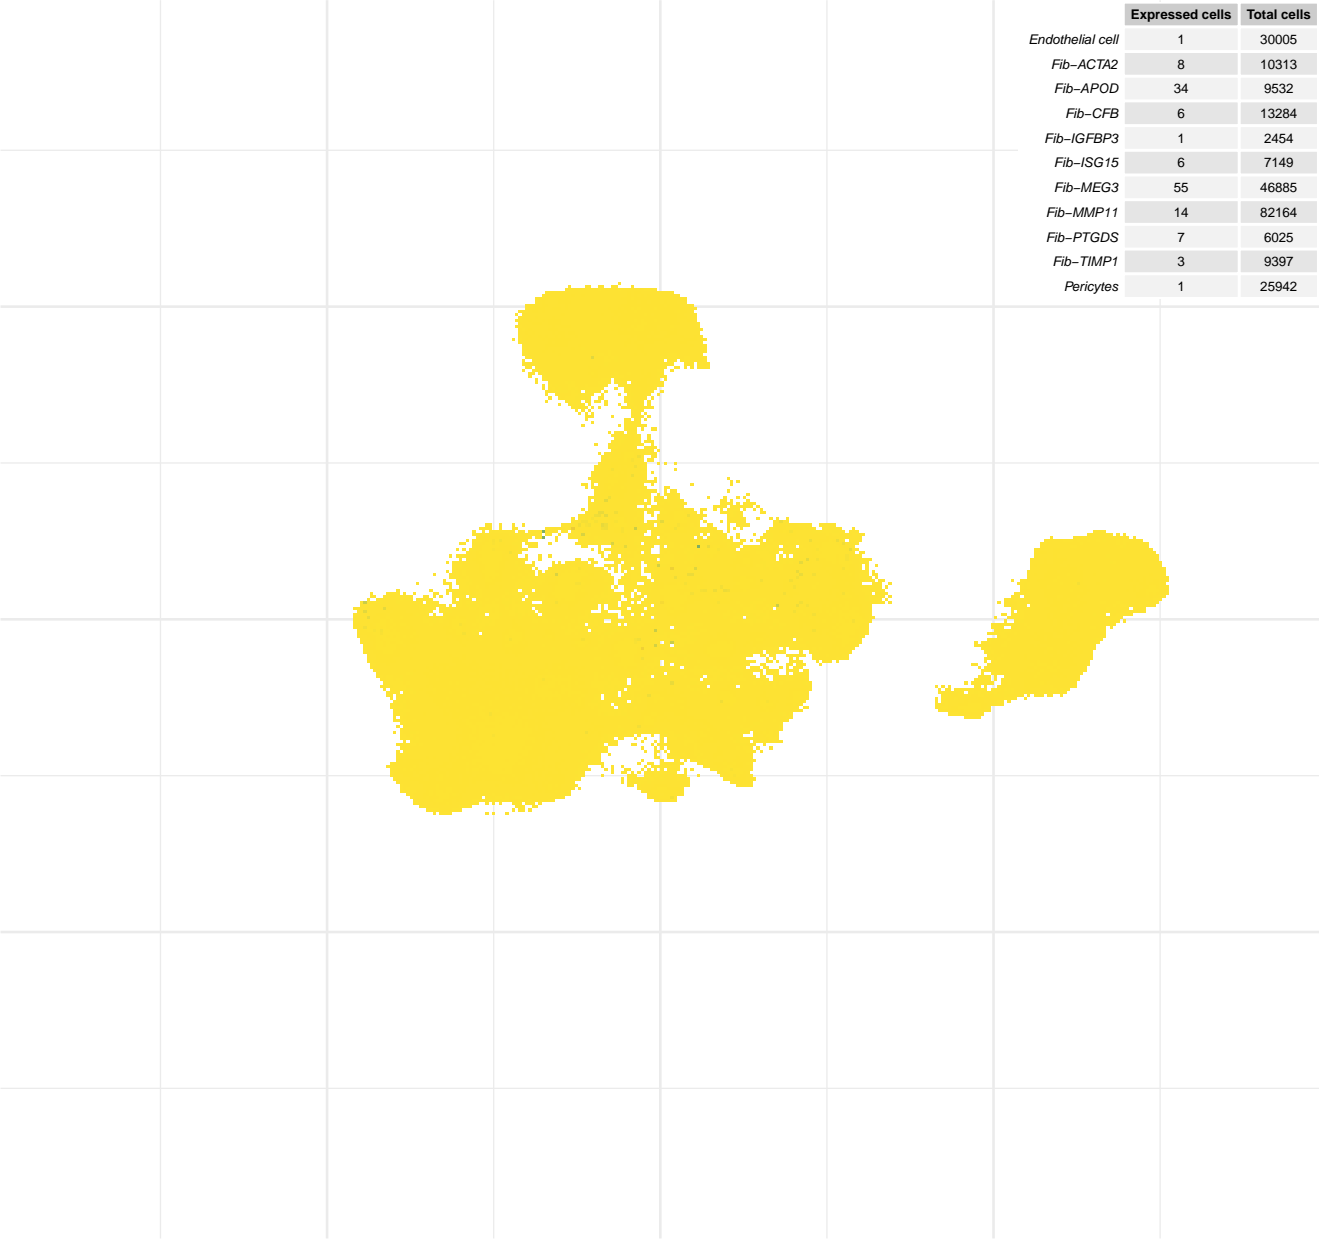 Expressed cells Total cells
Endothelial cell 1 30005
Fib−ACTA2 8 10313
Fib−APOD 34 9532
Fib−CFB 6 13284
Fib−IGFBP3 1 2454
Fib−ISG15 6 7149
Fib−MEG3 55 46885
Fib−MMP11 14 82164
Fib−PTGDS 7 6025
Fib−TIMP1 3 9397
Pericytes 1 25942